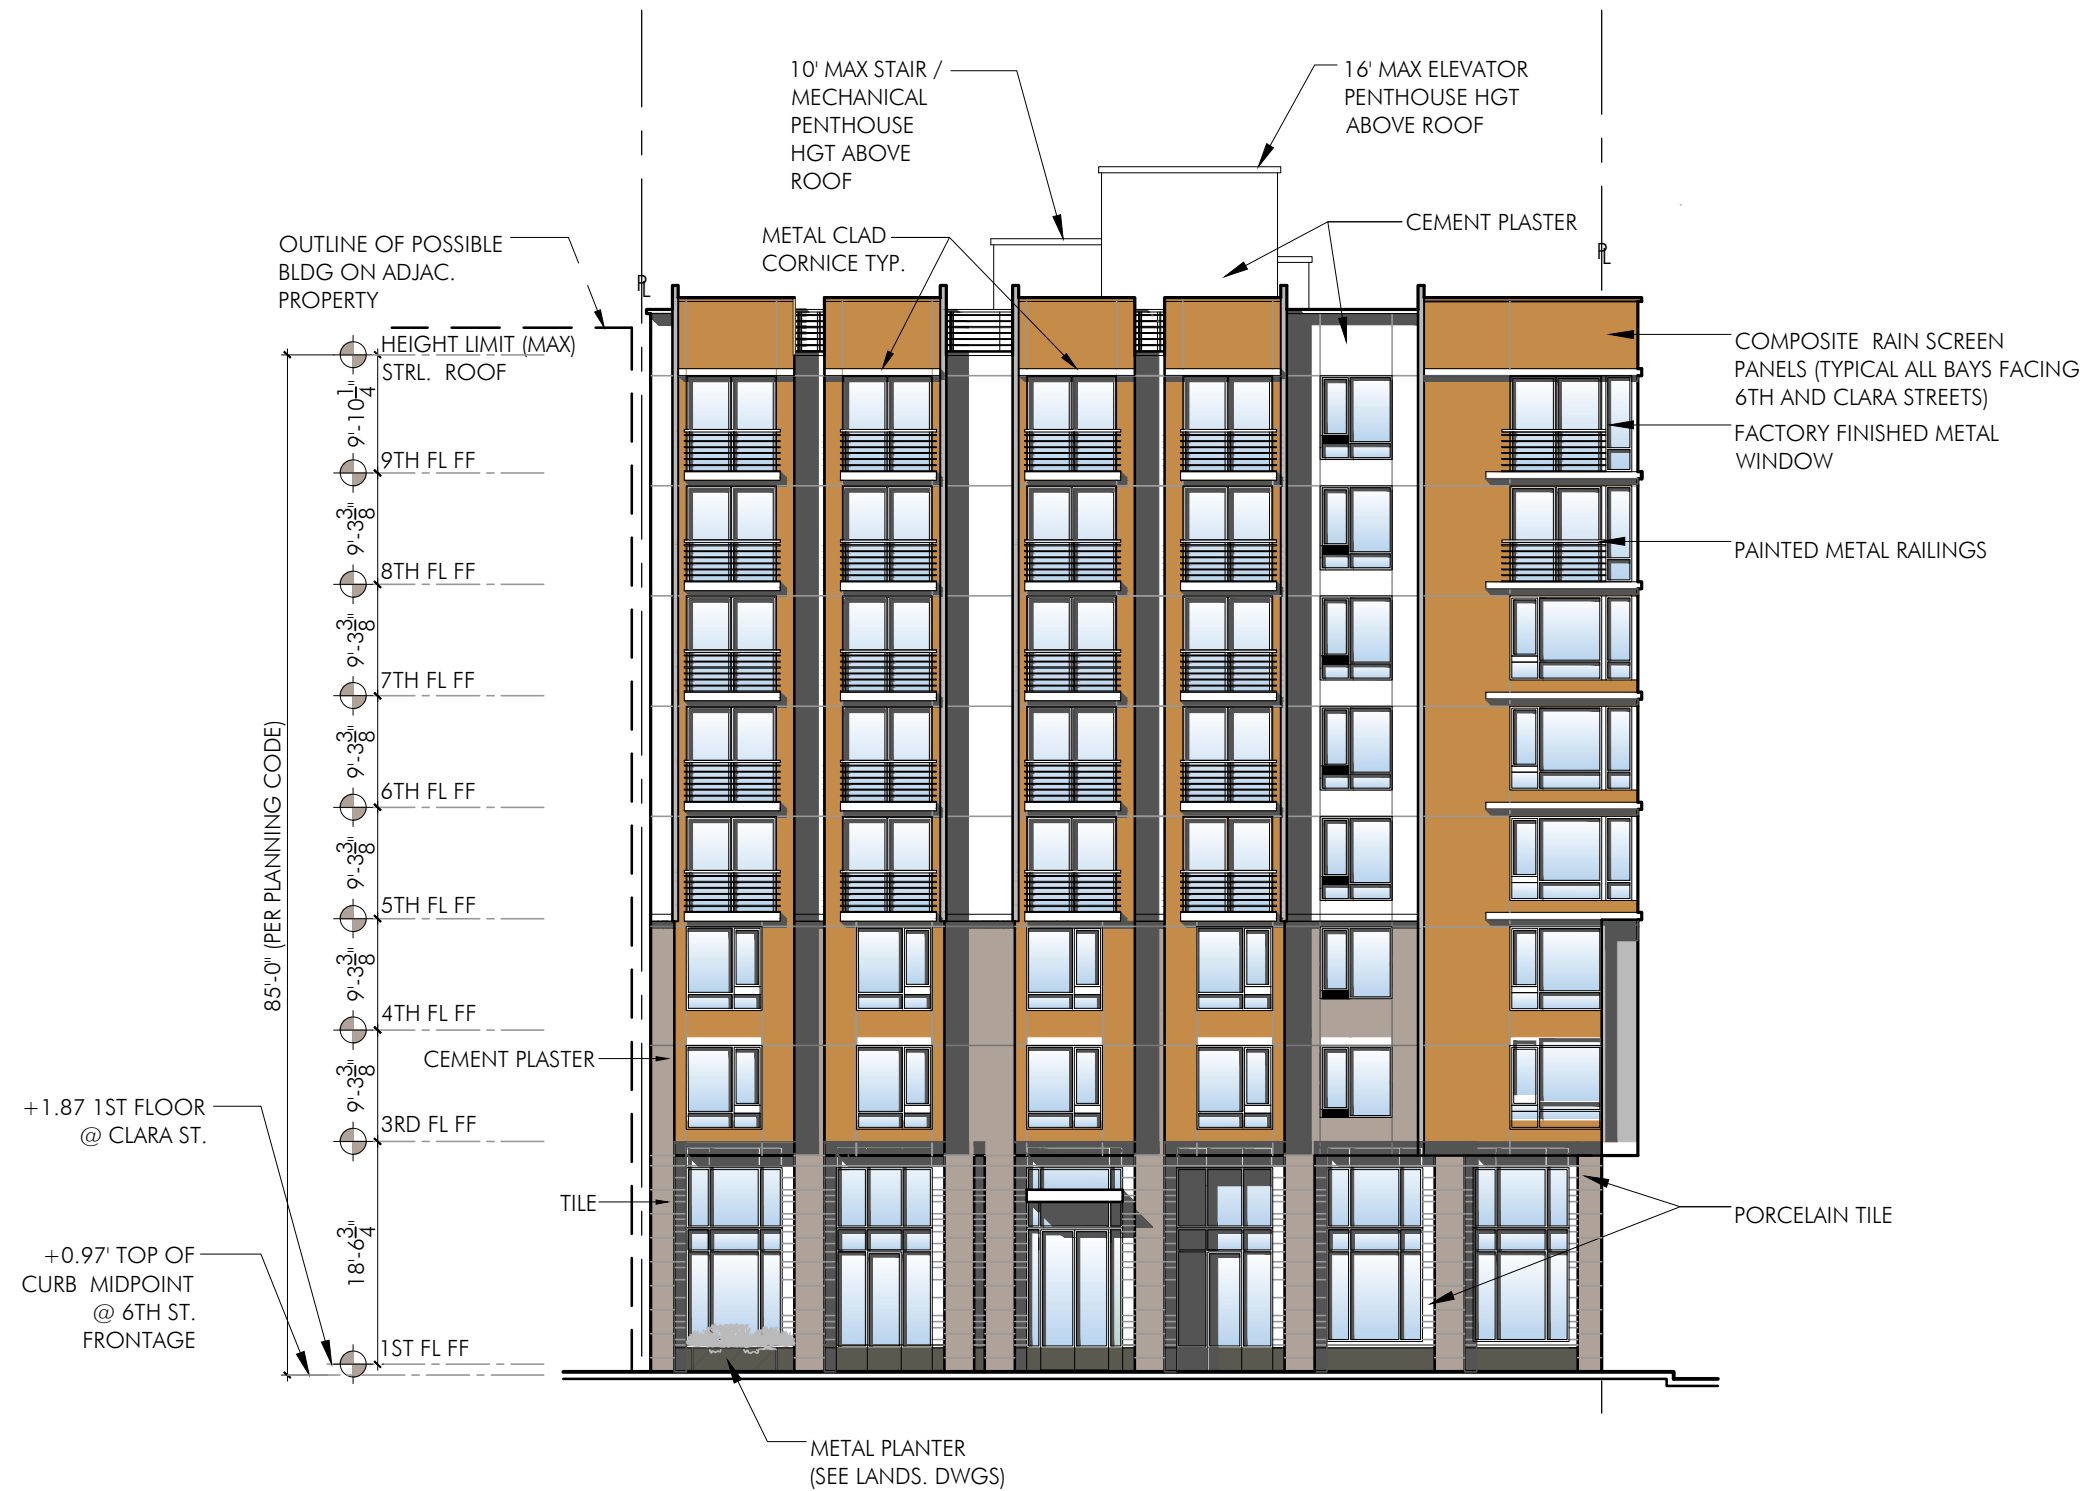 10' MAX STAIR /
MECHANICAL
PENTHOUSE
HGT ABOVE
ROOF
16' MAX ELEVATOR
PENTHOUSE HGT
ABOVE ROOF
OUTLINE OF POSSIBLE
BLDG ON ADJAC.
PROPERTY
METAL CLAD
CORNICE TYP.
CEMENT PLASTER
PL
PL
HEIGHT LIMIT (MAX)
STRL. ROOF
9'-10 1/4"
9TH FL FF
9'-3 3/8"
8TH FL FF
9'-3 3/8"
7TH FL FF
9'-3 3/8"
6TH FL FF
9'-3 3/8"
5TH FL FF
9'-3 3/8"
4TH FL FF
9'-3 3/8"
3RD FL FF
18'-6 3/4"
1ST FL FF
85'-0" (PER PLANNING CODE)
+1.87 1ST FLOOR
@ CLARA ST.
+0.97' TOP OF
CURB MIDPOINT
@ 6TH ST.
FRONTAGE
CEMENT PLASTER
TILE
METAL PLANTER
(SEE LANDS. DWGS)
COMPOSITE RAIN SCREEN
PANELS (TYPICAL ALL BAYS FACING
6TH AND CLARA STREETS)
FACTORY FINISHED METAL
WINDOW
PAINTED METAL RAILINGS
PORCELAIN TILE